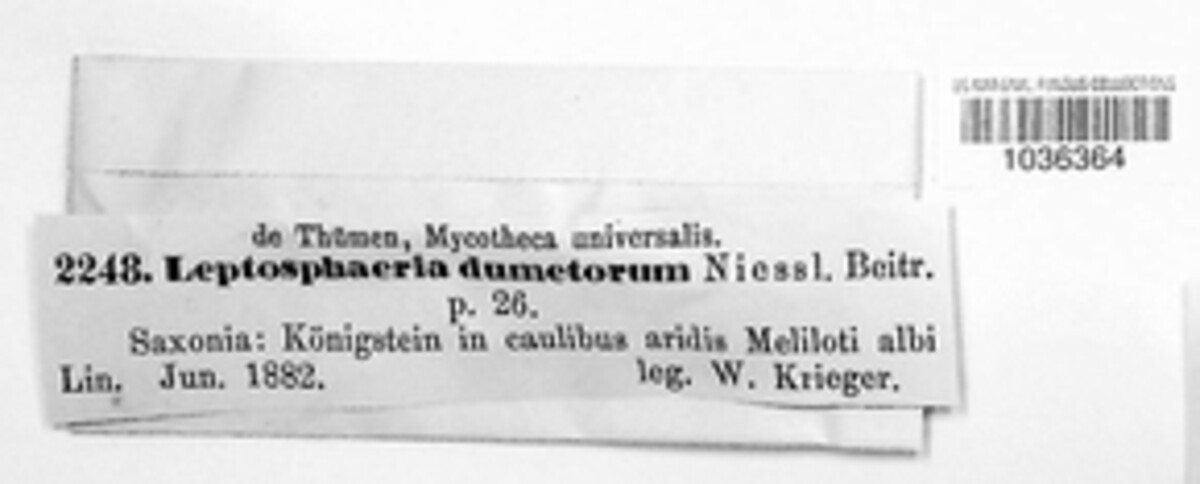 de Thümen, Mycotheca universalis.
2248. Leptosphaeria dumetorum Niessl. Beitr.
p. 26.
Saxonia: Königstein in caulibus aridis Meliloti albi
Lin. Jun. 1882. leg. W. Krieger.
1036364